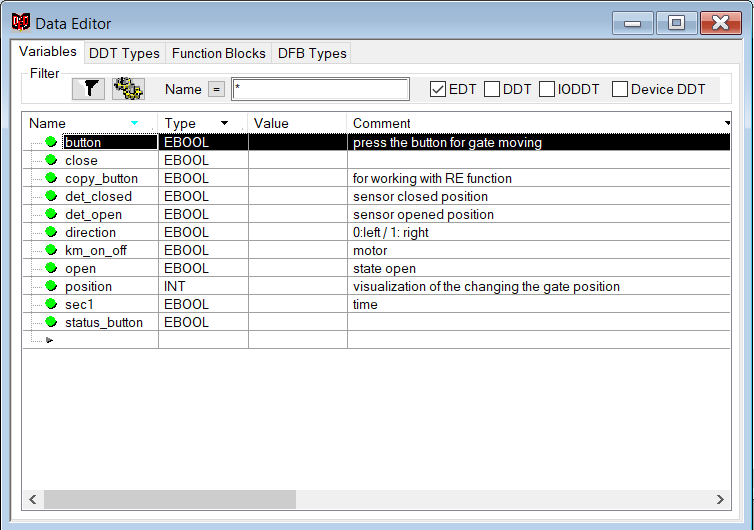 Data Editor
Variables DDT Types Function Blocks DFB Types
Filter
Name = * EDT DDT IODDT Device DDT
Name Type Value Comment
button EBOOL press the button for gate moving
close EBOOL
copy_button EBOOL for working with RE function
det_closed EBOOL sensor closed position
det_open EBOOL sensor opened position
direction EBOOL 0:left / 1: right
km_on_off EBOOL motor
open EBOOL state open
position INT visualization of the changing the gate position
sec1 EBOOL time
status_button EBOOL